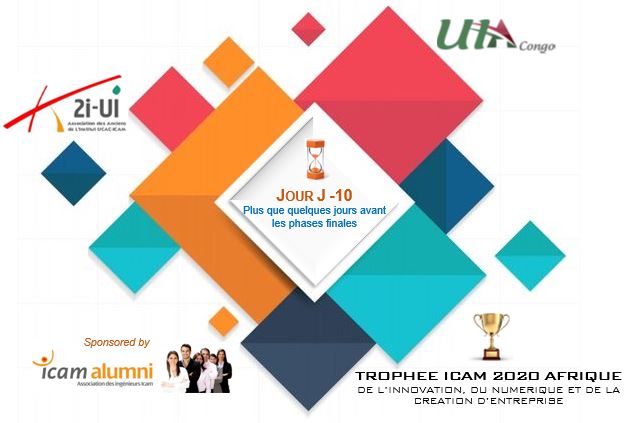 UIA Congo
2i-UI
Association des Anciens
de L'Institut UCAC-ICAM
JOUR J -10
Plus que quelques jours avant
les phases finales
Sponsored by
icam alumni
Association des ingénieurs Icam
TROPHEE ICAM 2020 AFRIQUE
DE L'INNOVATION, DU NUMERIQUE ET DE LA
CREATION D'ENTREPRISE